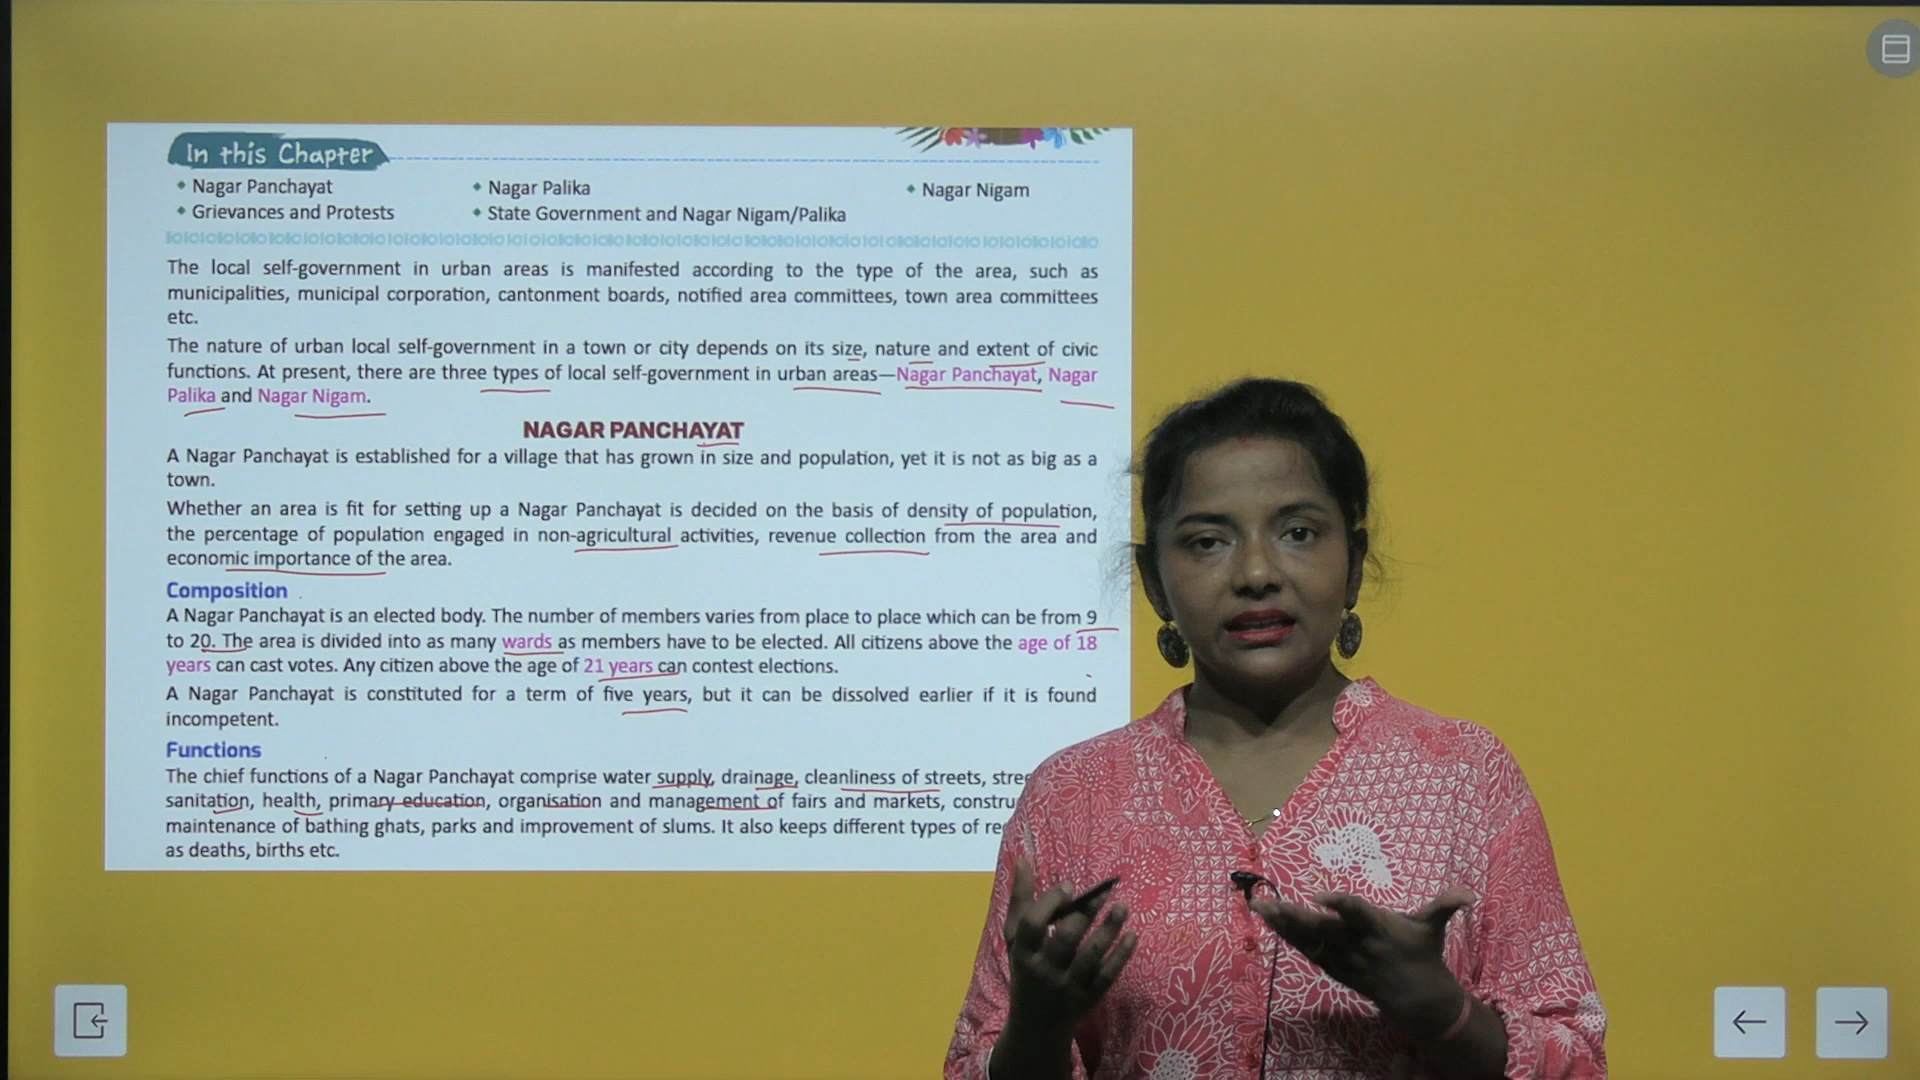 In this Chapter
Nagar Panchayat
Nagar Palika
Nagar Nigam
Grievances and Protests
State Government and Nagar Nigam/Palika
The local self-government in urban areas is manifested according to the type of the area, such as
municipalities, municipal corporation, cantonment boards, notified area committees, town area committees
etc.
The nature of urban local self-government in a town or city depends on its size, nature and extent of civic
functions. At present, there are three types of local self-government in urban areas—Nagar Panchayat, Nagar
Palika and Nagar Nigam.
NAGAR PANCHAYAT
A Nagar Panchayat is established for a village that has grown in size and population, yet it is not as big as a
town.
Whether an area is fit for setting up a Nagar Panchayat is decided on the basis of density of population,
the percentage of population engaged in non-agricultural activities, revenue collection from the area and
economic importance of the area.
Composition
A Nagar Panchayat is an elected body. The number of members varies from place to place which can be from 9
to 20. The area is divided into as many wards as members have to be elected. All citizens above the age of 18
years can cast votes. Any citizen above the age of 21 years can contest elections.
A Nagar Panchayat is constituted for a term of five years, but it can be dissolved earlier if it is found
incompetent.
Functions
The chief functions of a Nagar Panchayat comprise water supply, drainage, cleanliness of streets,
sanitation, health, primary education, organisation and management of fairs and markets,
maintenance of bathing ghats, parks and improvement of slums. It also keeps different types of
as deaths, births etc.